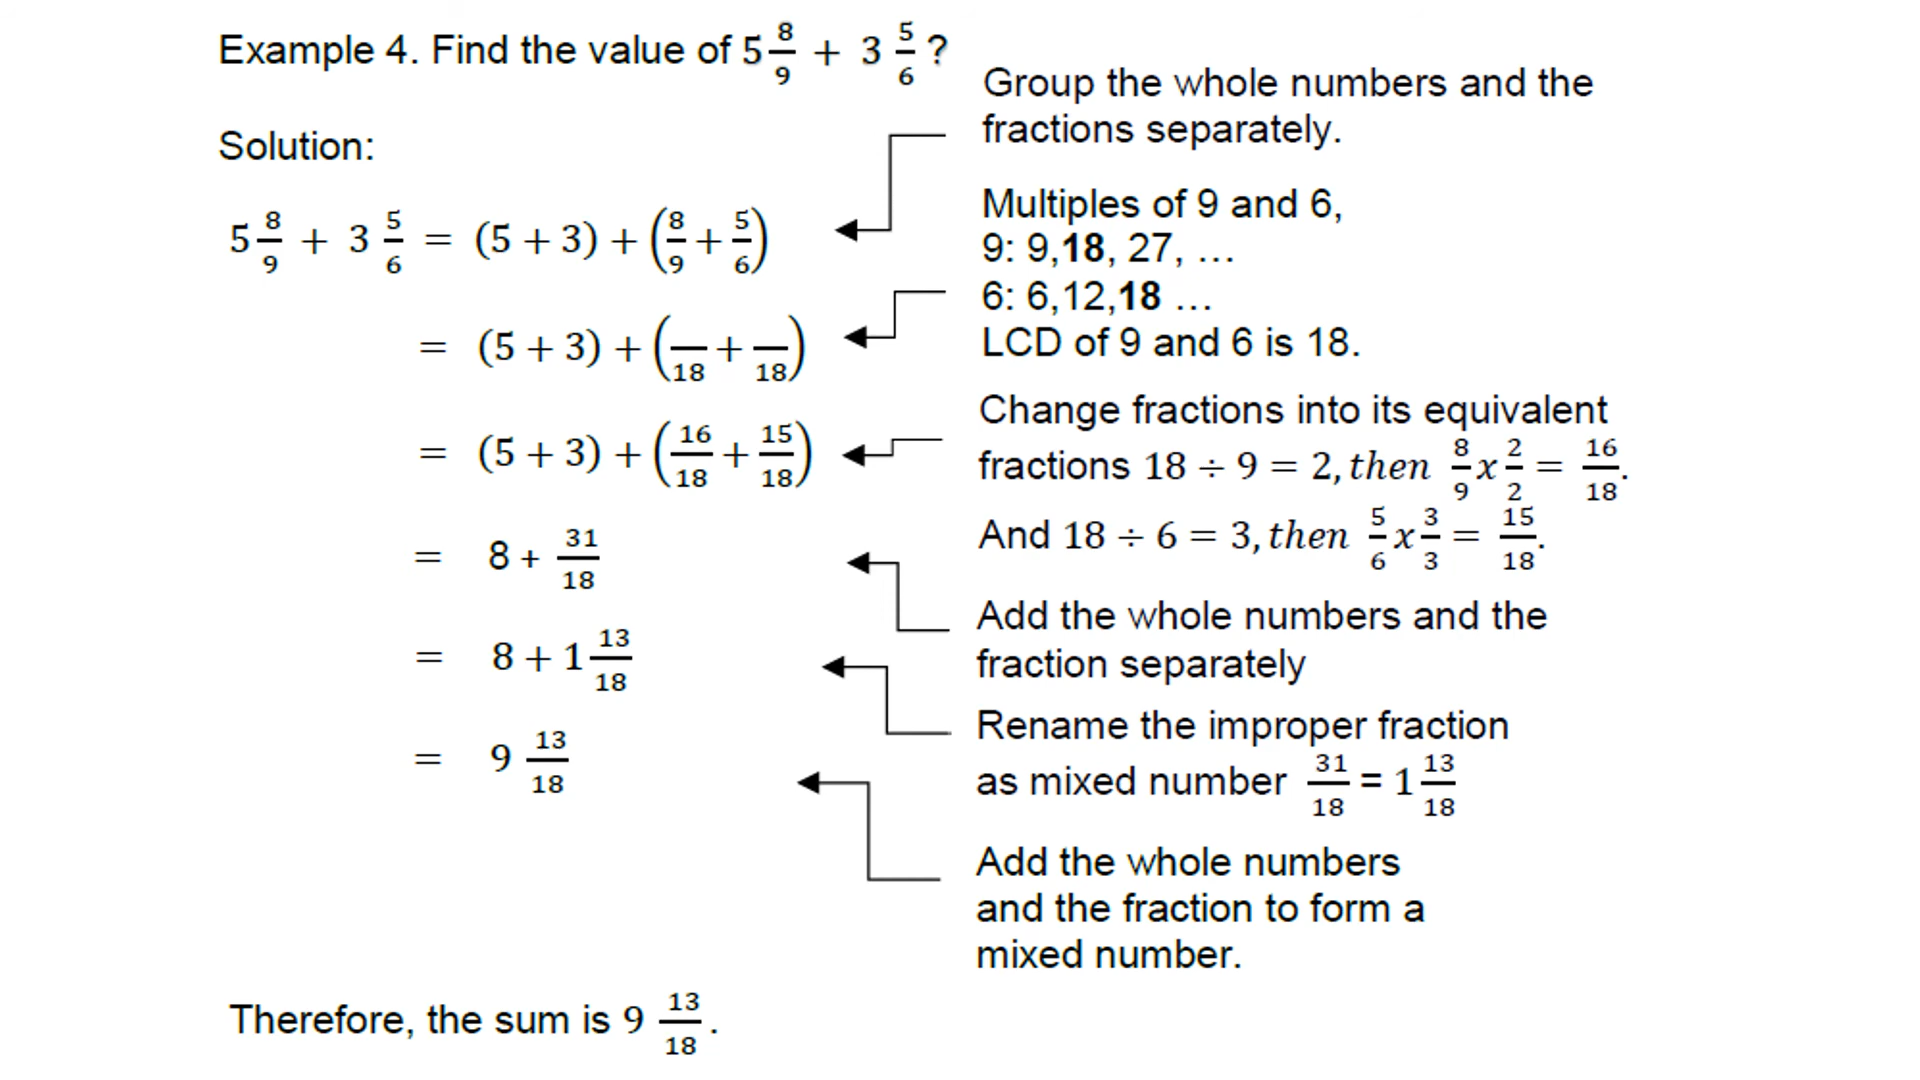 Example 4. Find the value of 5 8/9 + 3 5/6 ?
Solution:
5 8/9 + 3 5/6 = (5 + 3) + (8/9 + 5/6)
= (5 + 3) + (—/18 + —/18)
= (5 + 3) + (16/18 + 15/18)
= 8 + 31/18
= 8 + 1 13/18
= 9 13/18
Therefore, the sum is 9 13/18 .
Group the whole numbers and the
fractions separately.
Multiples of 9 and 6,
9: 9,18, 27, …
6: 6,12,18 …
LCD of 9 and 6 is 18.
Change fractions into its equivalent
fractions 18 ÷ 9 = 2, then 8/9 x 2/2 = 16/18.
And 18 ÷ 6 = 3, then 5/6 x 3/3 = 15/18.
Add the whole numbers and the
fraction separately
Rename the improper fraction
as mixed number 31/18 = 1 13/18
Add the whole numbers
and the fraction to form a
mixed number.